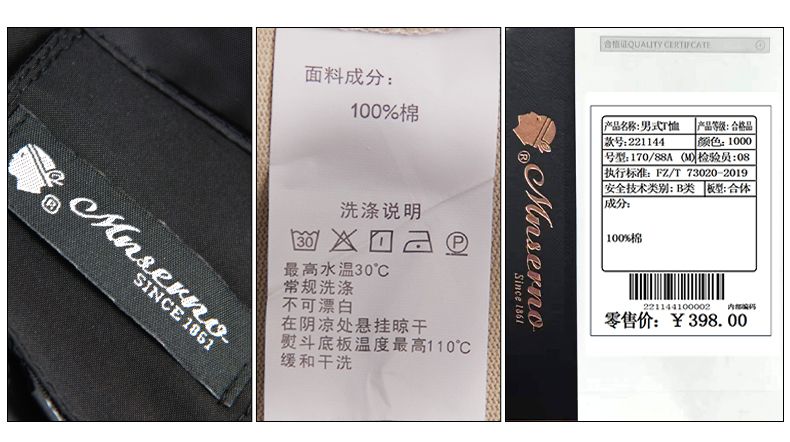 ®
Mnserno
SINCE 1861
面料成分：
100%棉
洗涤说明
30
P
最高水温30℃
常规洗涤
不可漂白
在阴凉处悬挂晾干
熨斗底板温度最高110℃
缓和干洗
®
Mnserno
Since 1861
合格证QUALITY CERTIFCATE
产品名称: 男式T恤 产品等级: 合格品
款号: 221144 颜色: 1000
号型: 170/88A (M) 检验员: 08
执行标准: FZ/T 73020-2019
安全技术类别: B类 板型: 合体
成分:
100%棉
221144100002 内部编码
零售价: ￥398.00